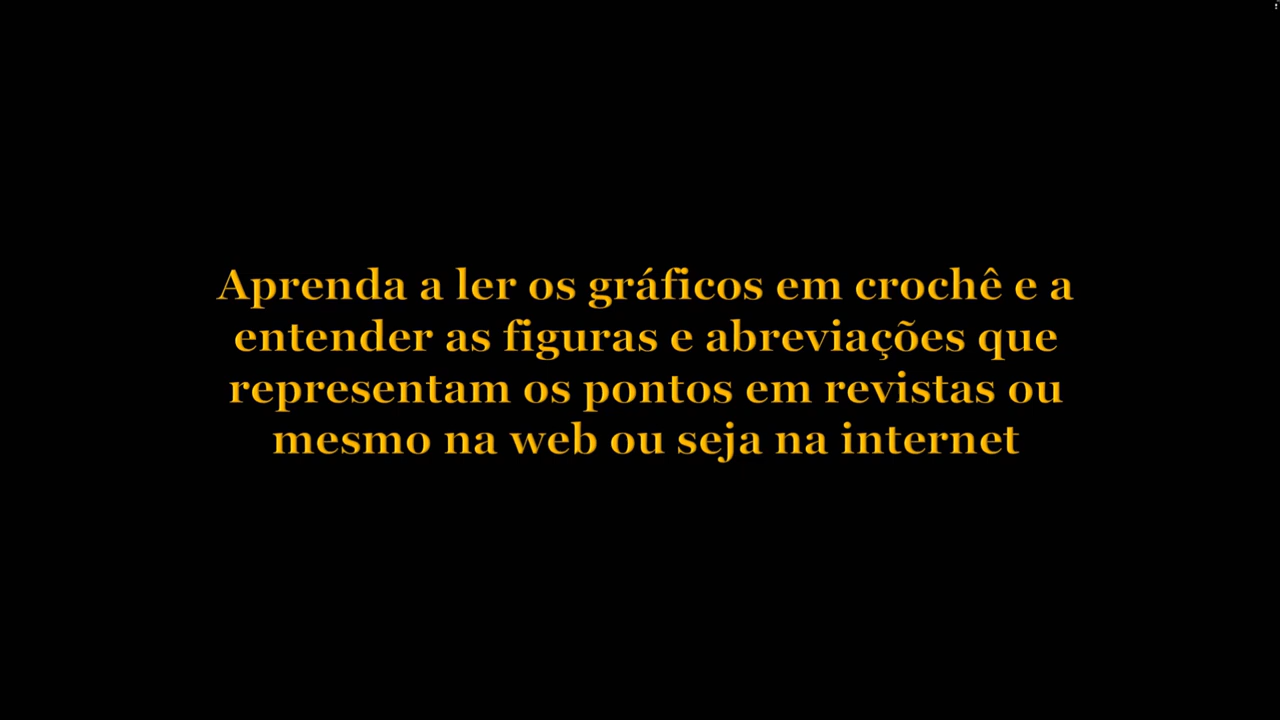 Aprenda a ler os gráficos em crochê e a
entender as figuras e abreviações que
representam os pontos em revistas ou
mesmo na web ou seja na internet